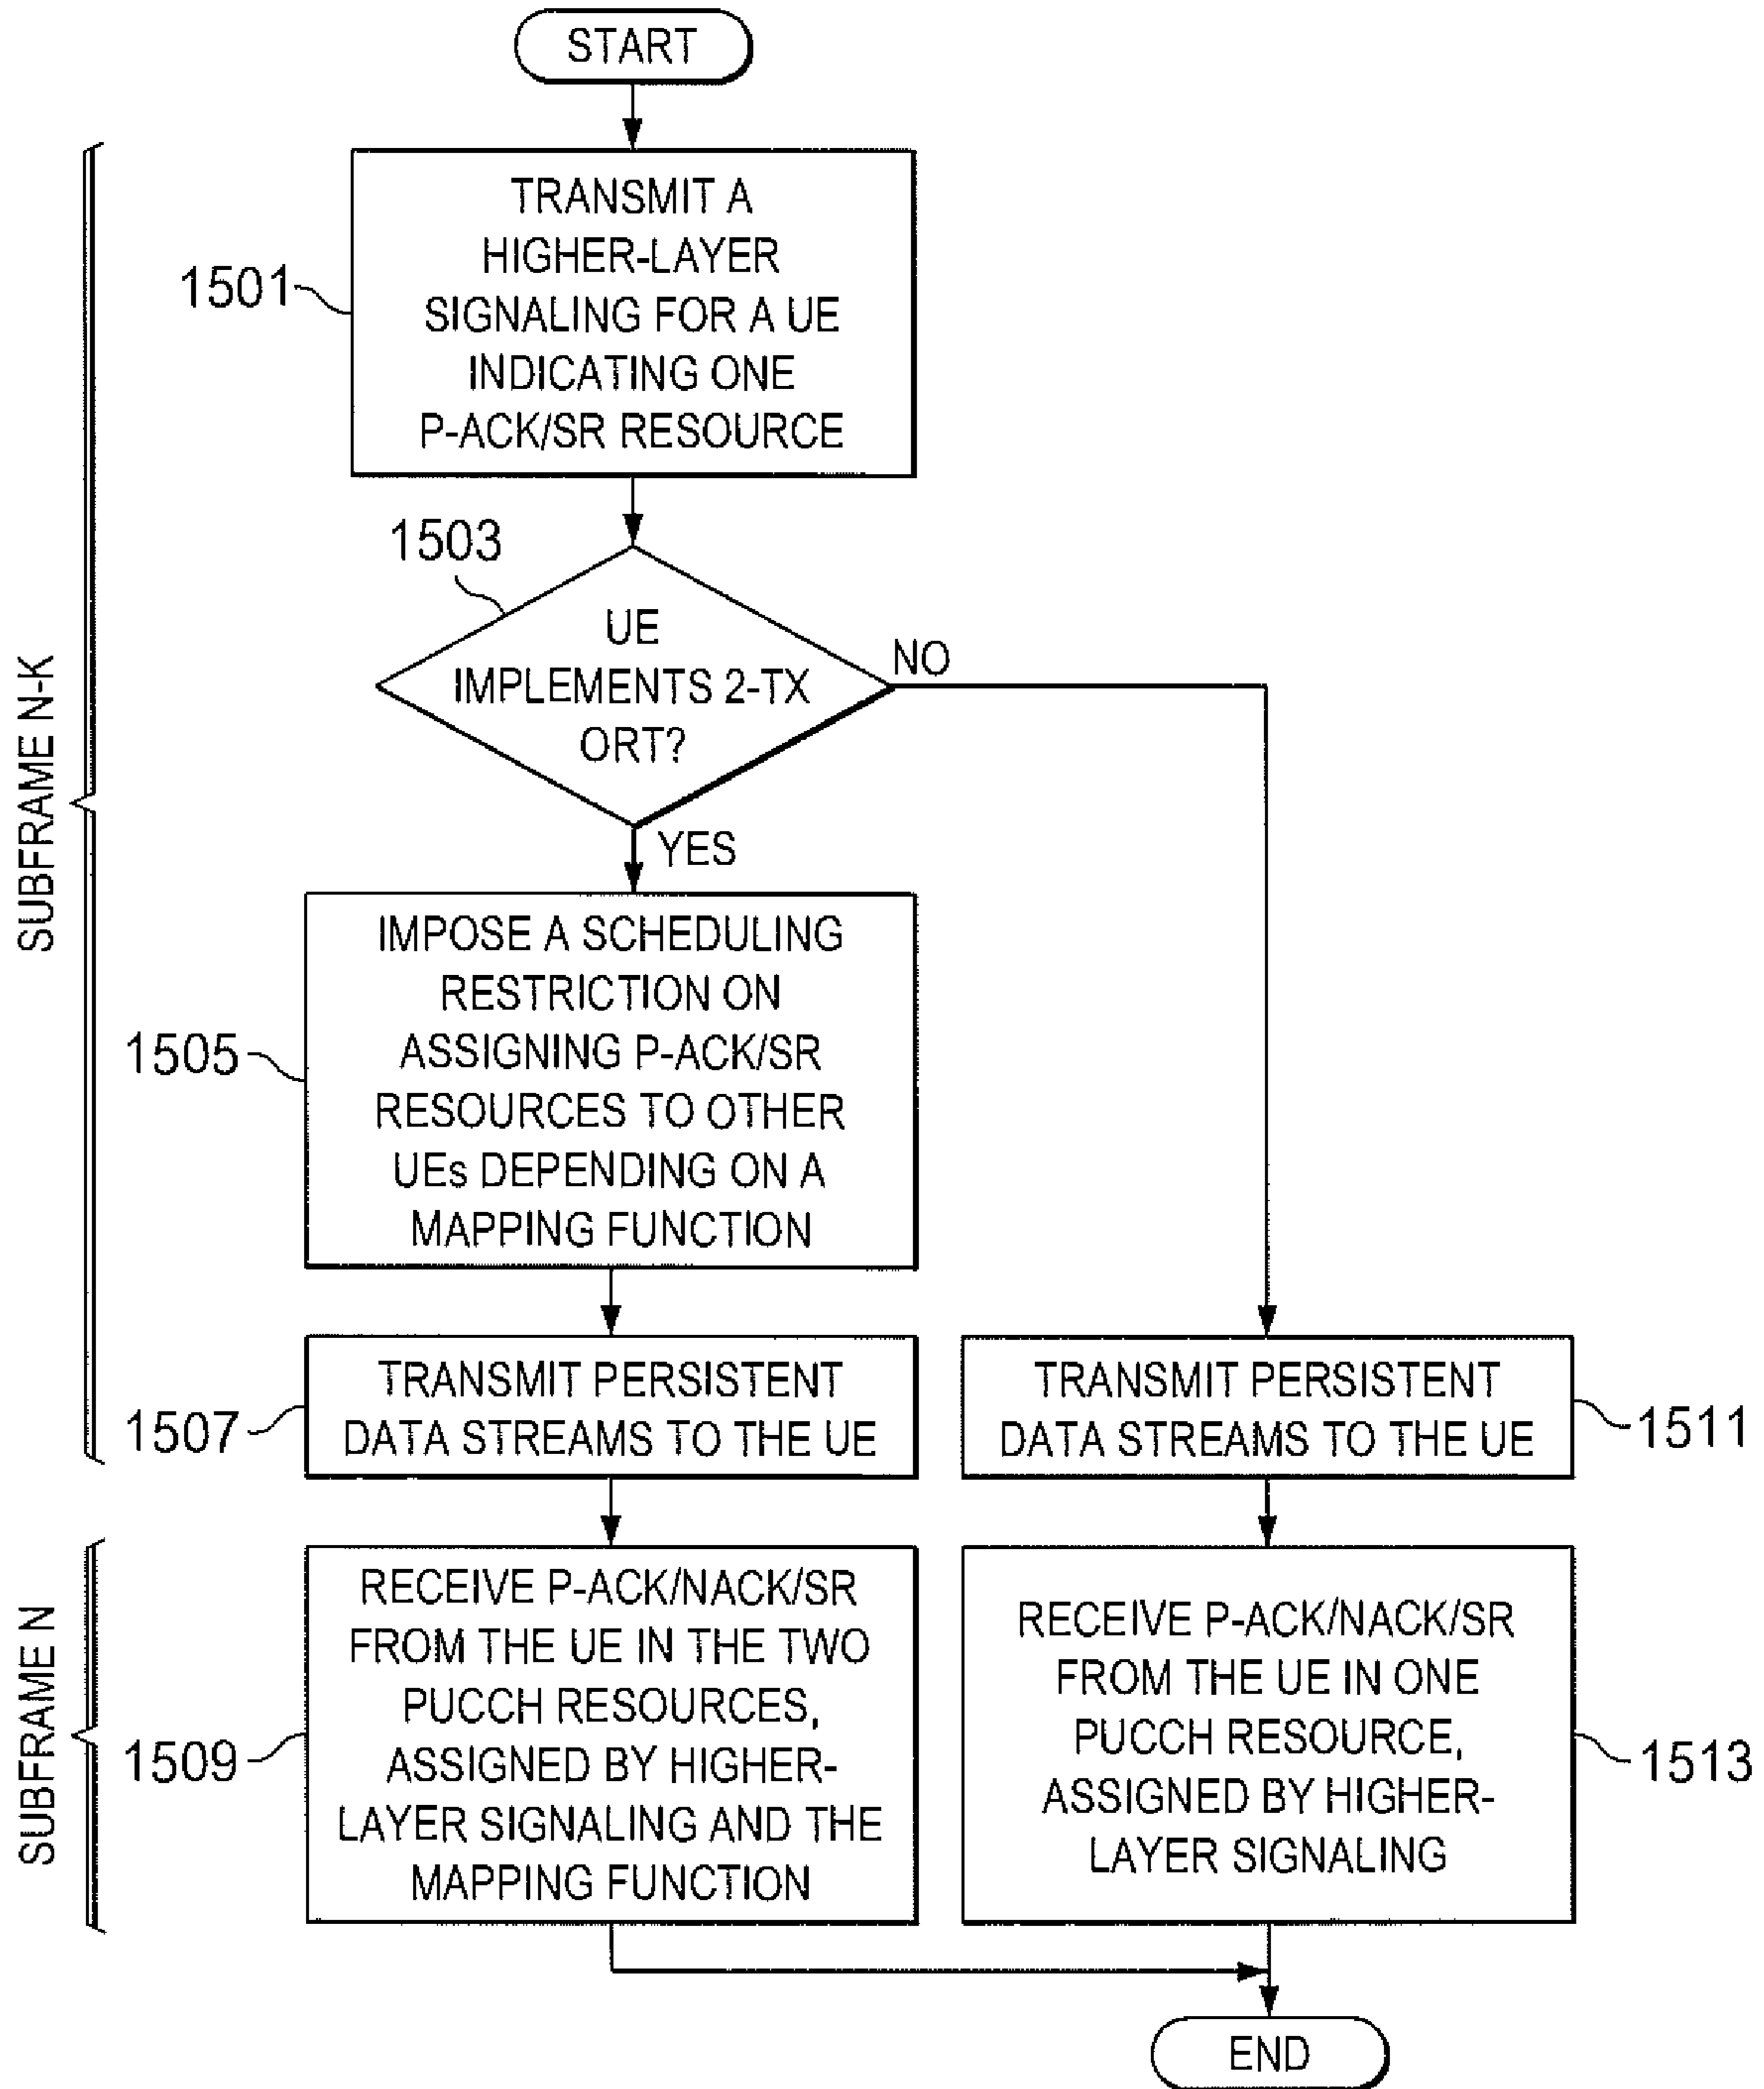 START
SUBFRAME N-K
1501
TRANSMIT A
HIGHER-LAYER
SIGNALING FOR A UE
INDICATING ONE
P-ACK/SR RESOURCE
1503
UE
IMPLEMENTS 2-TX
ORT?
NO
YES
1505
IMPOSE A SCHEDULING
RESTRICTION ON
ASSIGNING P-ACK/SR
RESOURCES TO OTHER
UEs DEPENDING ON A
MAPPING FUNCTION
1507
TRANSMIT PERSISTENT
DATA STREAMS TO THE UE
TRANSMIT PERSISTENT
DATA STREAMS TO THE UE
1511
SUBFRAME N
1509
RECEIVE P-ACK/NACK/SR
FROM THE UE IN THE TWO
PUCCH RESOURCES,
ASSIGNED BY HIGHER-
LAYER SIGNALING AND THE
MAPPING FUNCTION
RECEIVE P-ACK/NACK/SR
FROM THE UE IN ONE
PUCCH RESOURCE,
ASSIGNED BY HIGHER-
LAYER SIGNALING
1513
END